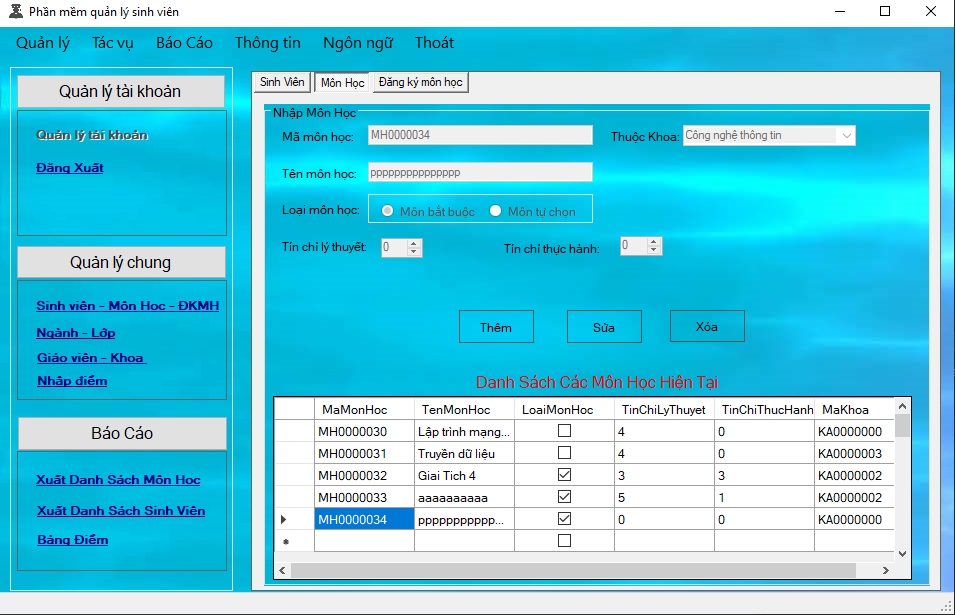 Phần mềm quản lý sinh viên
Quản lý Tác vụ Báo Cáo Thông tin Ngôn ngữ Thoát
Quản lý tài khoản
Quản lý tài khoản
Đăng Xuất
Quản lý chung
Sinh viên - Môn Học - ĐKMH
Ngành - Lớp
Giáo viên - Khoa
Nhập điểm
Báo Cáo
Xuất Danh Sách Môn Học
Xuất Danh Sách Sinh Viên
Bảng Điểm
Sinh Viên Môn Học Đăng ký môn học
Nhập Môn Học
Mã môn học: MH0000034 Thuộc Khoa: Công nghệ thông tin
Tên môn học: ppppppppppppppp
Loại môn học: Môn bắt buộc Môn tự chọn
Tín chỉ lý thuyết: 0 Tín chỉ thực hành: 0
Thêm Sửa Xóa
Danh Sách Các Môn Học Hiện Tại
MaMonHoc TenMonHoc LoaiMonHoc TinChiLyThuyet TinChiThucHanh MaKhoa
MH0000030 Lập trình mạng... 4 0 KA0000000
MH0000031 Truyền dữ liệu 4 0 KA0000003
MH0000032 Giai Tich 4 3 3 KA0000002
MH0000033 aaaaaaaaaa 5 1 KA0000002
MH0000034 ppppppppppp... 0 0 KA0000000